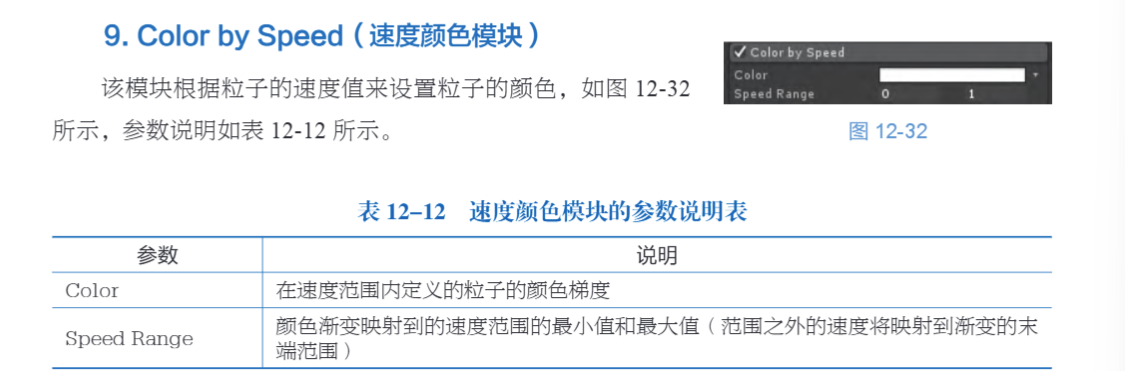 9. Color by Speed（速度颜色模块）
该模块根据粒子的速度值来设置粒子的颜色，如图 12-32
所示，参数说明如表 12-12 所示。
Color by Speed
Color
Speed Range 0 1
图 12-32
表 12–12 速度颜色模块的参数说明表
参数 说明
Color 在速度范围内定义的粒子的颜色梯度
Speed Range 颜色渐变映射到的速度范围的最小值和最大值（范围之外的速度将映射到渐变的末
端范围）